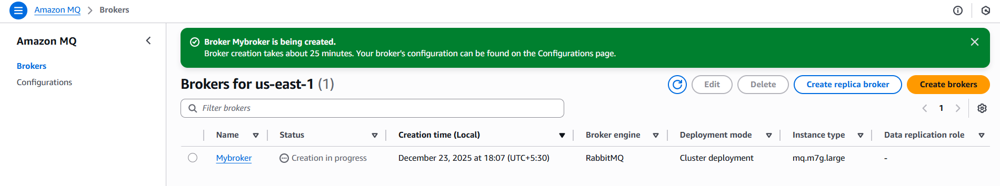 Amazon MQ > Brokers
Amazon MQ
Brokers
Configurations
Broker Mybroker is being created.
Broker creation takes about 25 minutes. Your broker's configuration can be found on the Configurations page.
Brokers for us-east-1 (1)
Edit
Delete
Create replica broker
Create brokers
Filter brokers
1
Name Status Creation time (Local) Broker engine Deployment mode Instance type Data replication role
Mybroker Creation in progress December 23, 2025 at 18:07 (UTC+5:30) RabbitMQ Cluster deployment mq.m7g.large -